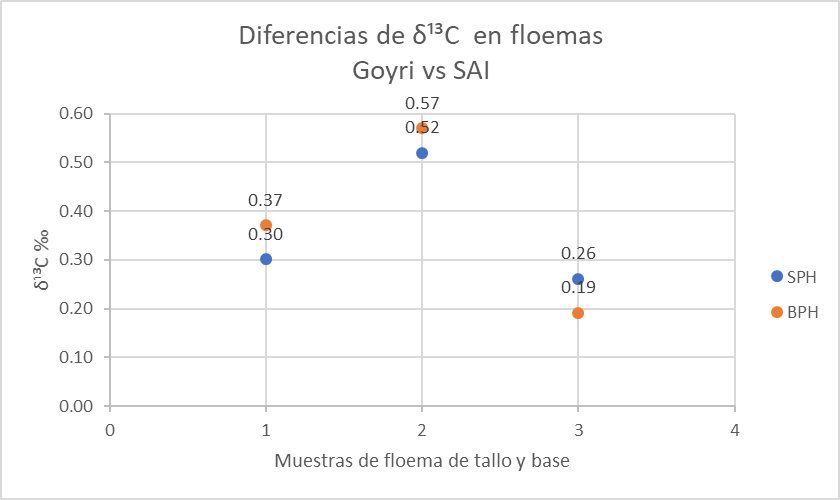 Diferencias de δ¹³C en floemas
Goyri vs SAI
0.60
0.50
0.40
0.30
0.20
0.10
0.00
δ¹³C ‰
0.57
0.52
0.37
0.30
0.26
0.19
0 1 2 3 4
Muestras de floema de tallo y base
SPH
BPH